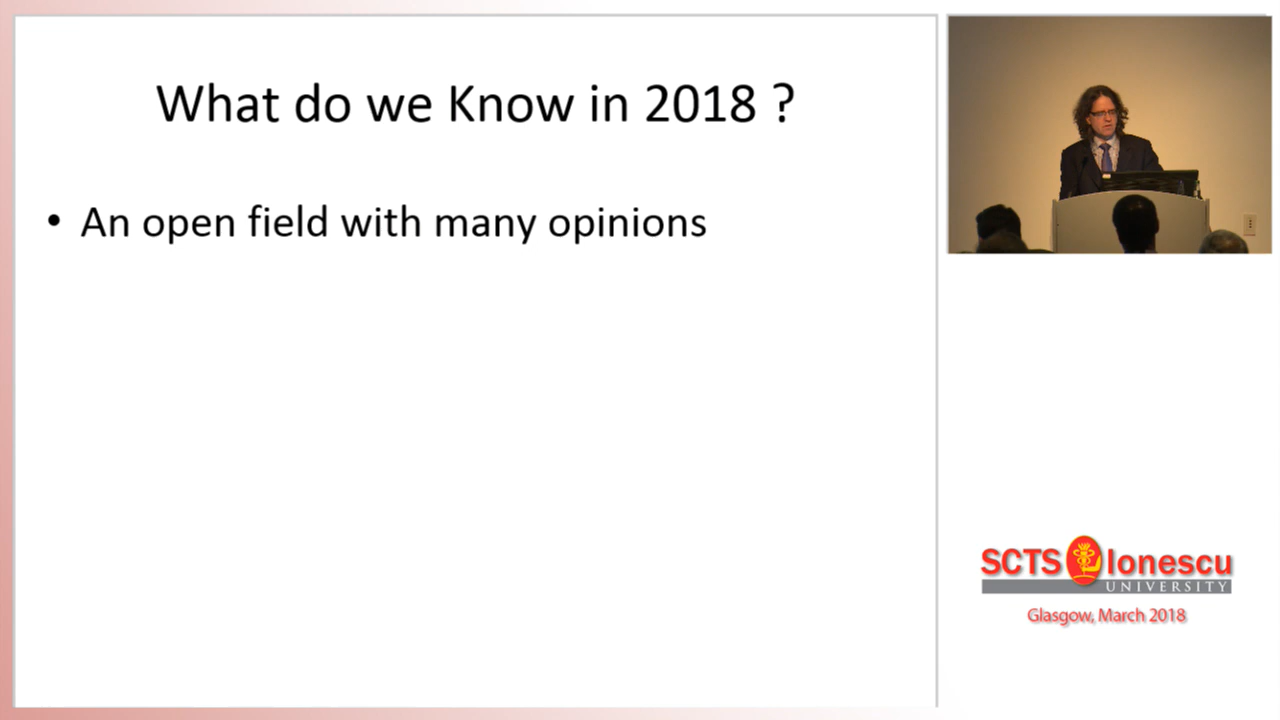 What do we Know in 2018 ?
• An open field with many opinions
SCTS Ionescu
UNIVERSITY
Glasgow, March 2018